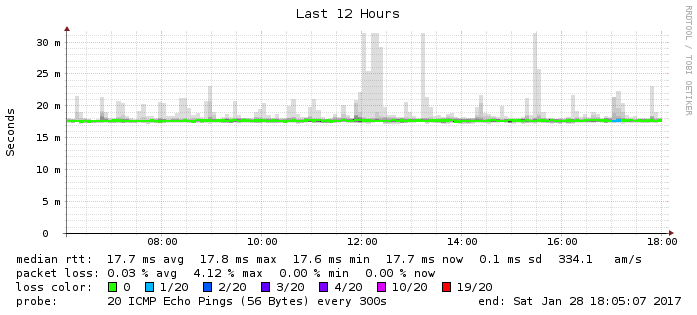 Last 12 Hours
RRDTOOL / TOBI OETIKER
Seconds
30 m
25 m
20 m
15 m
10 m
5 m
0
08:00 10:00 12:00 14:00 16:00 18:00
median rtt: 17.7 ms avg 17.8 ms max 17.6 ms min 17.7 ms now 0.1 ms sd 334.1 am/s
packet loss: 0.03 % avg 4.12 % max 0.00 % min 0.00 % now
loss color: 0 1/20 2/20 3/20 4/20 10/20 19/20
probe: 20 ICMP Echo Pings (56 Bytes) every 300s end: Sat Jan 28 18:05:07 2017